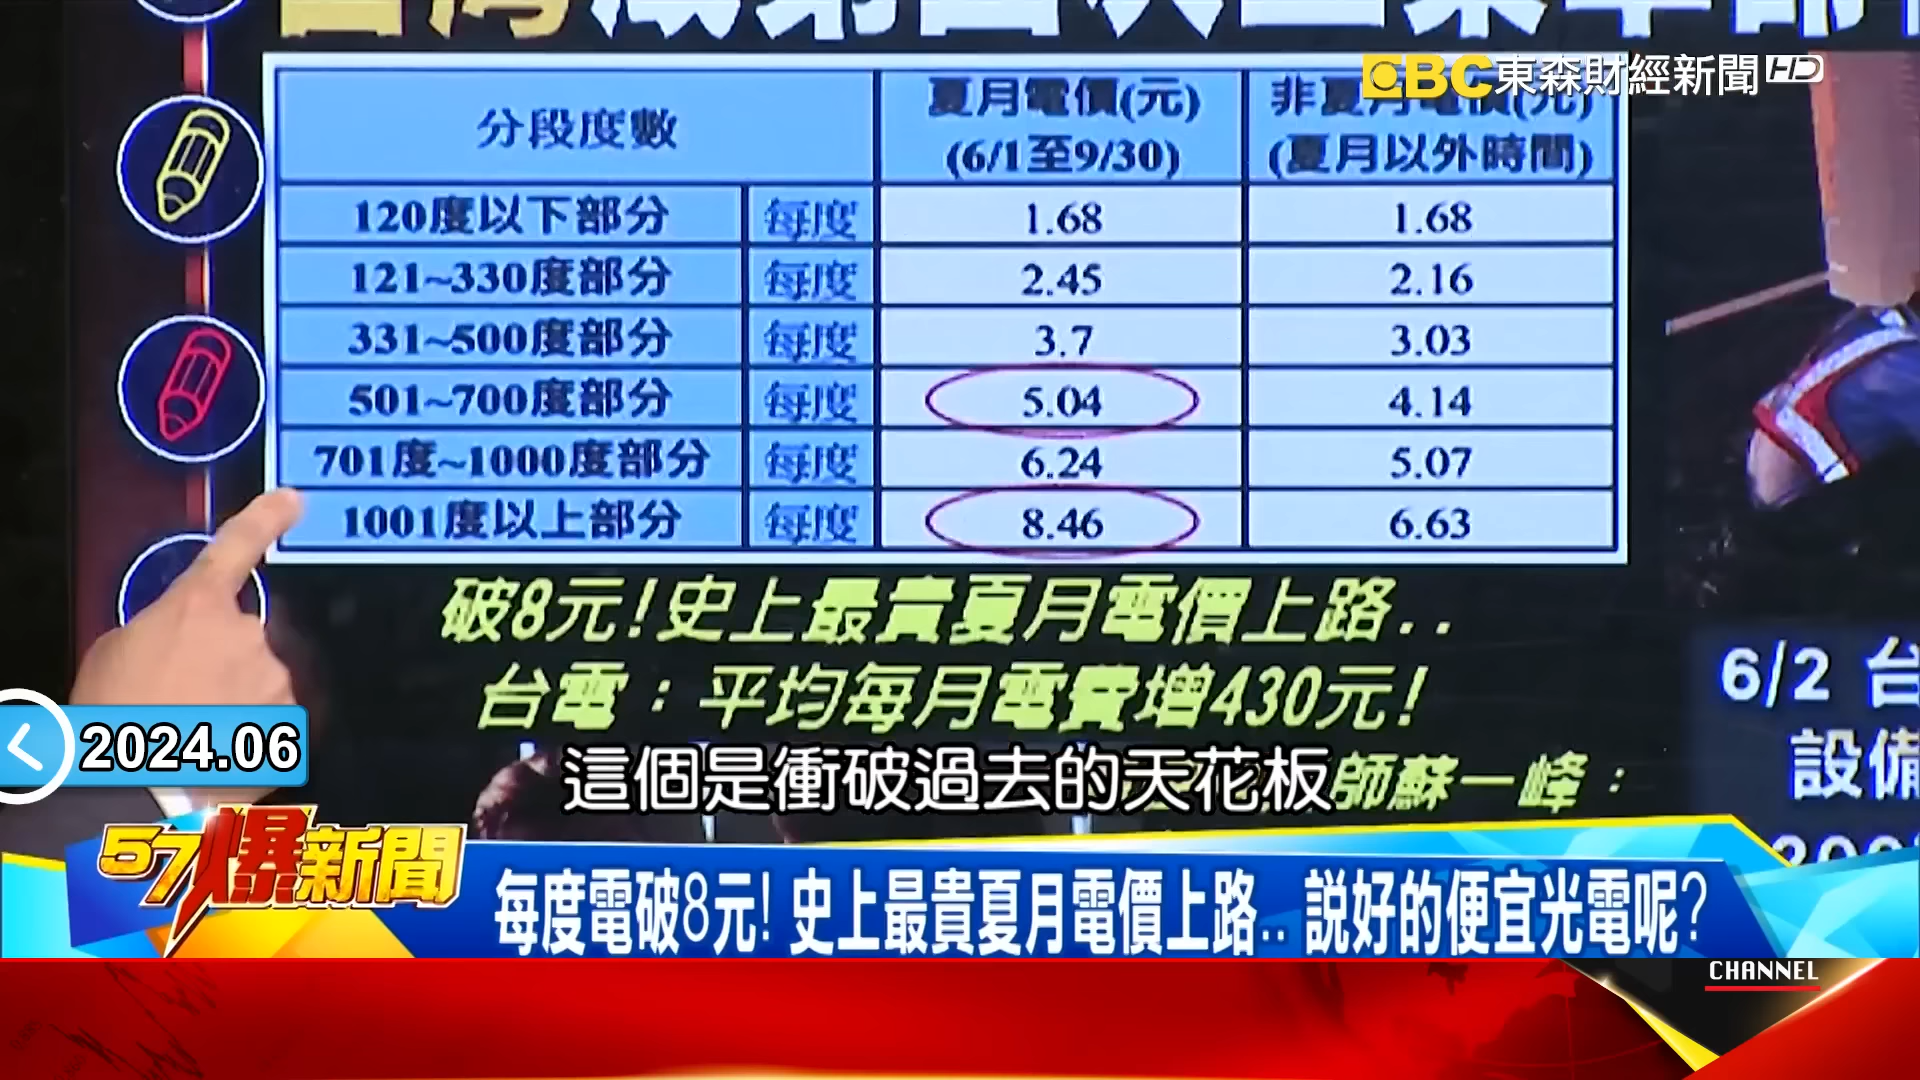 EBC 東森財經新聞 HD
分段度數 夏月電價(元) 非夏月電價(元)
(6/1至9/30) (夏月以外時間)
120度以下部分 每度 1.68 1.68
121~330度部分 每度 2.45 2.16
331~500度部分 每度 3.7 3.03
501~700度部分 每度 5.04 4.14
701度~1000度部分 每度 6.24 5.07
1001度以上部分 每度 8.46 6.63
破8元!史上最貴夏月電價上路..
台電：平均每月電費增430元!
6/2 台
設備
師蘇一峰：
2024.06
這個是衝破過去的天花板
57爆新聞
每度電破8元! 史上最貴夏月電價上路.. 說好的便宜光電呢?
CHANNEL